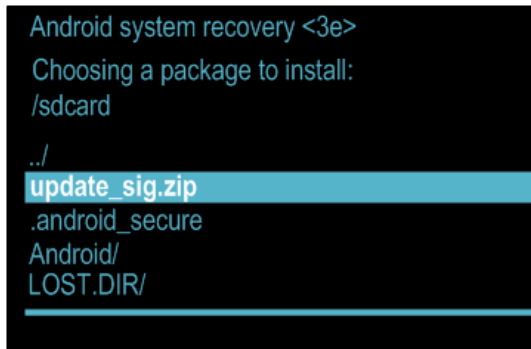 Android system recovery <3e>
Choosing a package to install:
/sdcard
../
update_sig.zip
.android_secure
Android/
LOST.DIR/